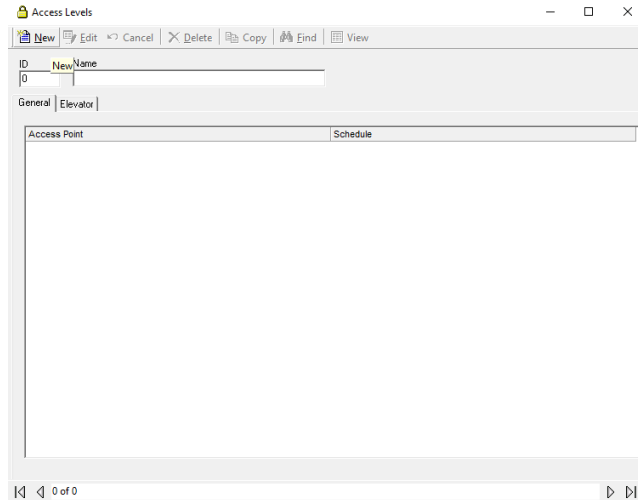 Access Levels
New Edit Cancel Delete Copy Find View
ID New Name
0
General Elevator
Access Point Schedule
0 of 0